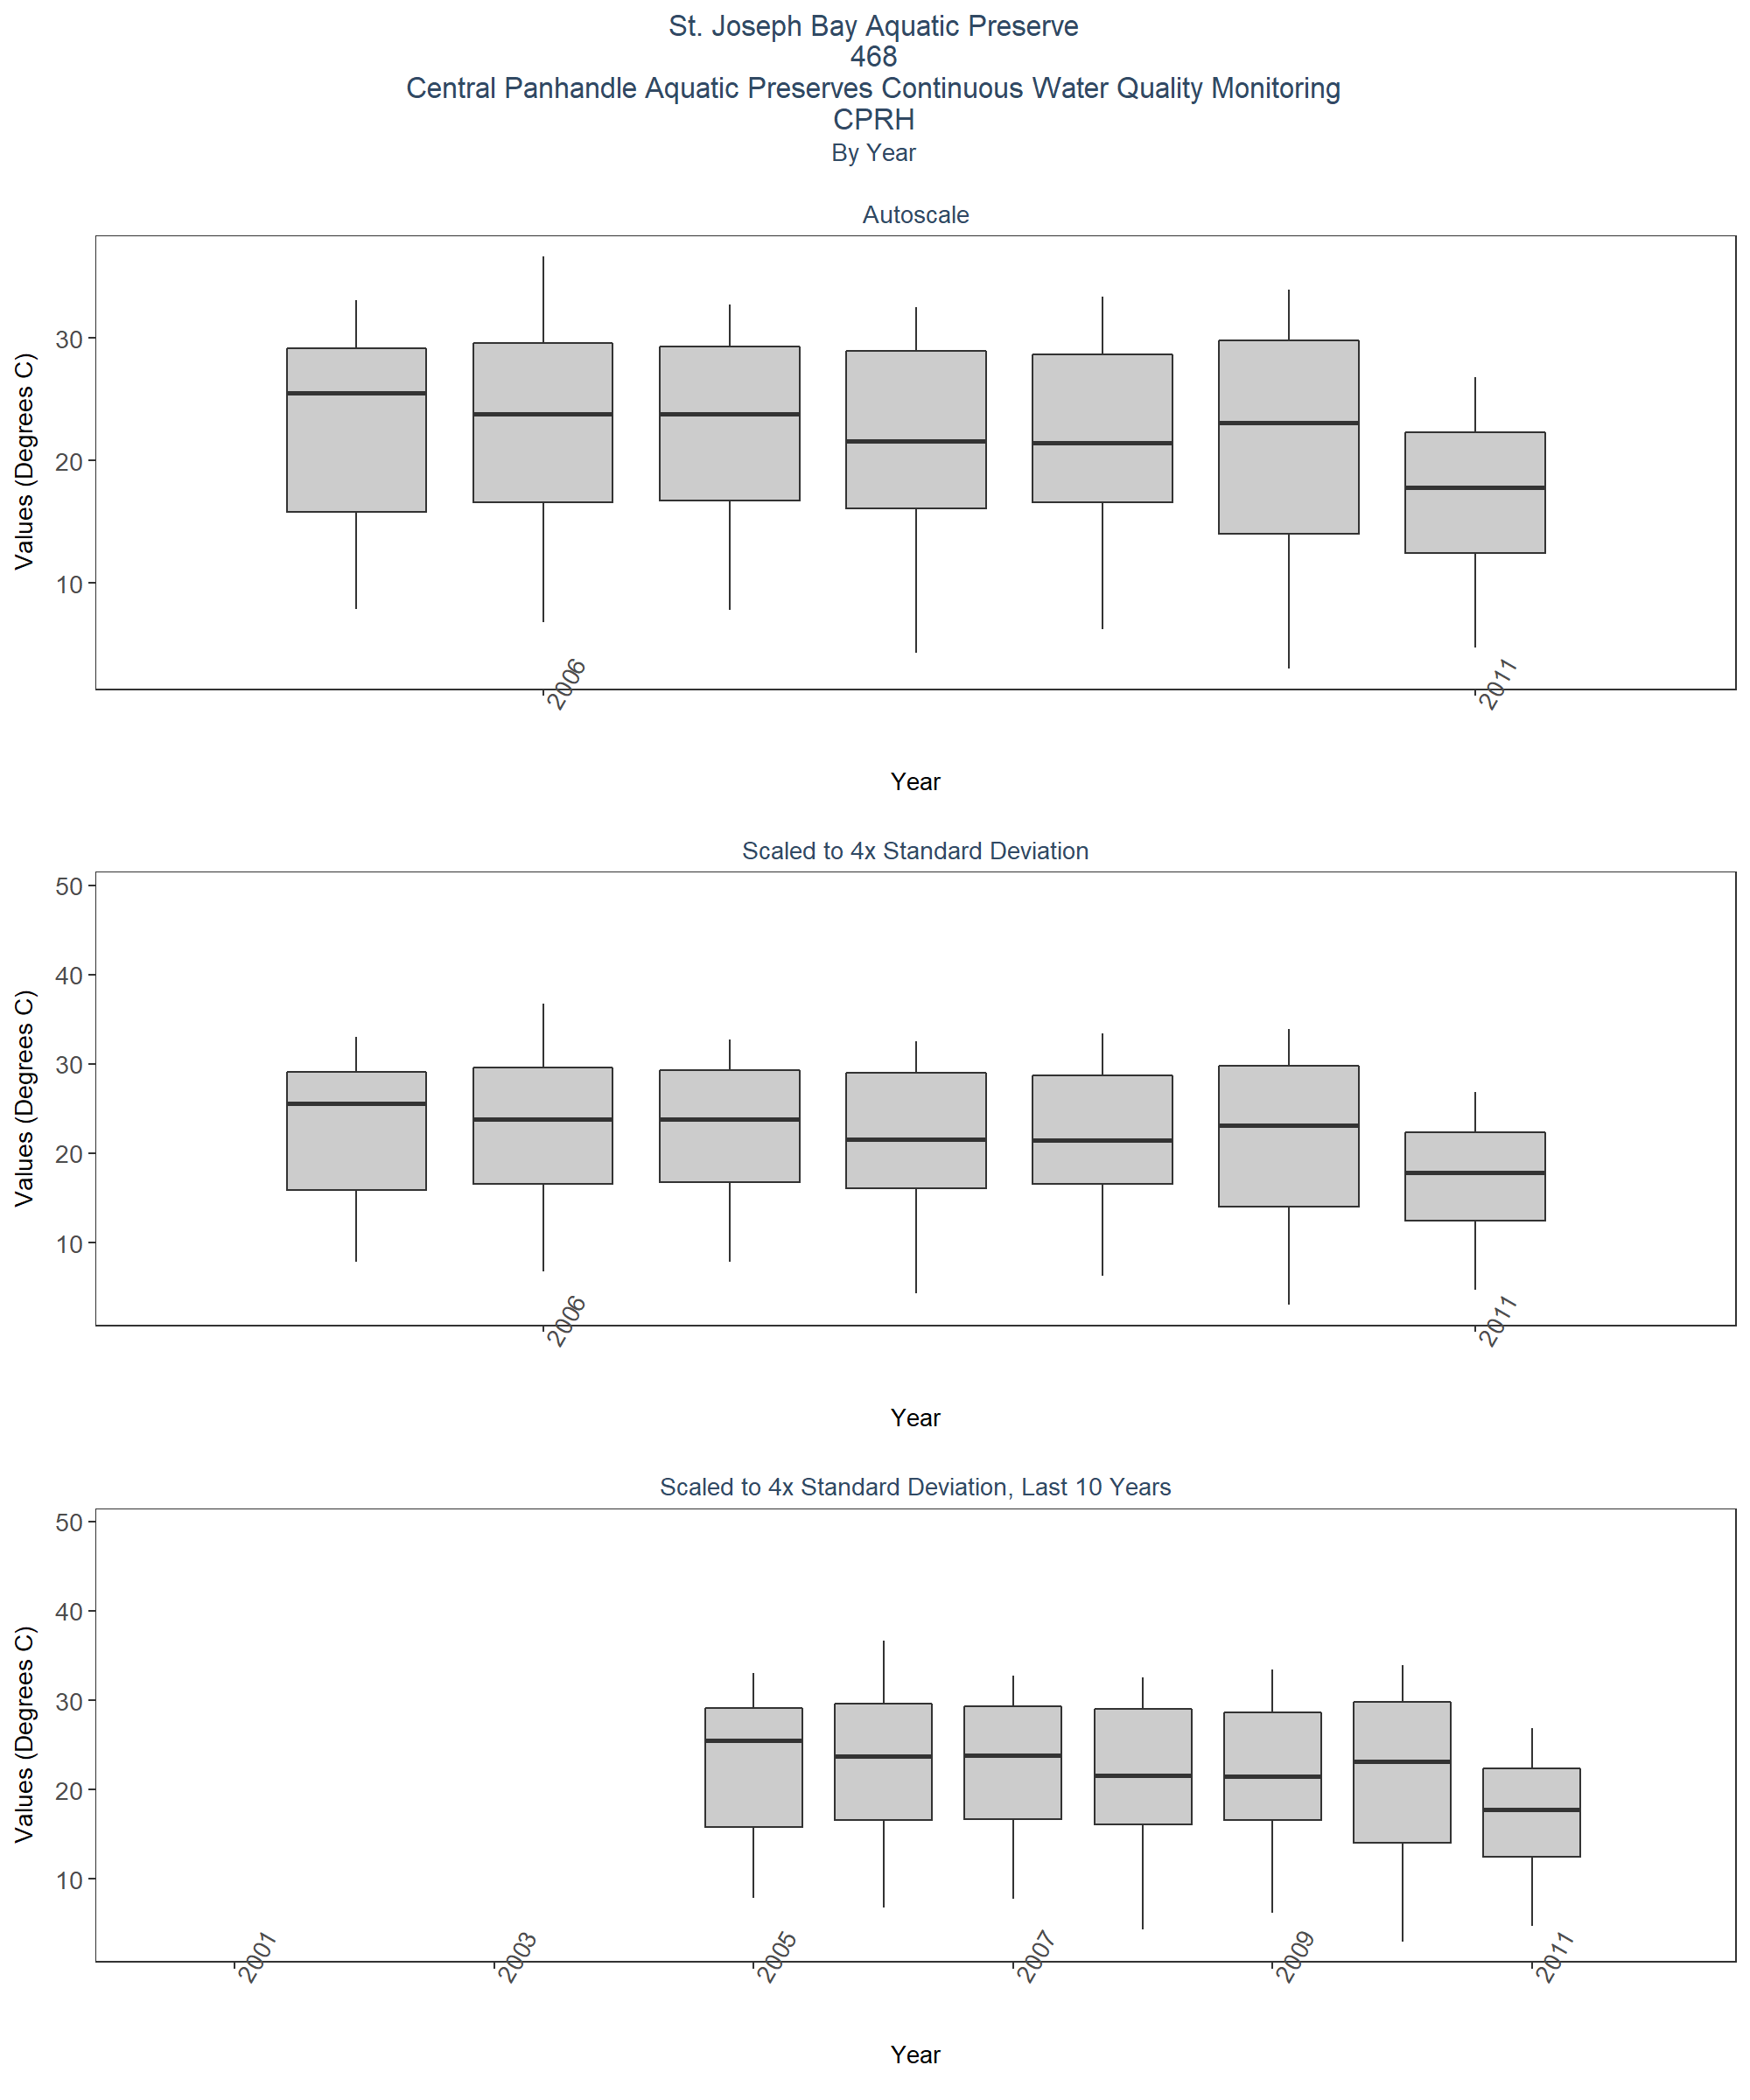 St. Joseph Bay Aquatic Preserve
468
Central Panhandle Aquatic Preserves Continuous Water Quality Monitoring
CPRH
By Year
Autoscale
Values (Degrees C)
30
20
10
2006
2011
Year
Scaled to 4x Standard Deviation
Values (Degrees C)
50
40
30
20
10
2006
2011
Year
Scaled to 4x Standard Deviation, Last 10 Years
Values (Degrees C)
50
40
30
20
10
2001
2003
2005
2007
2009
2011
Year